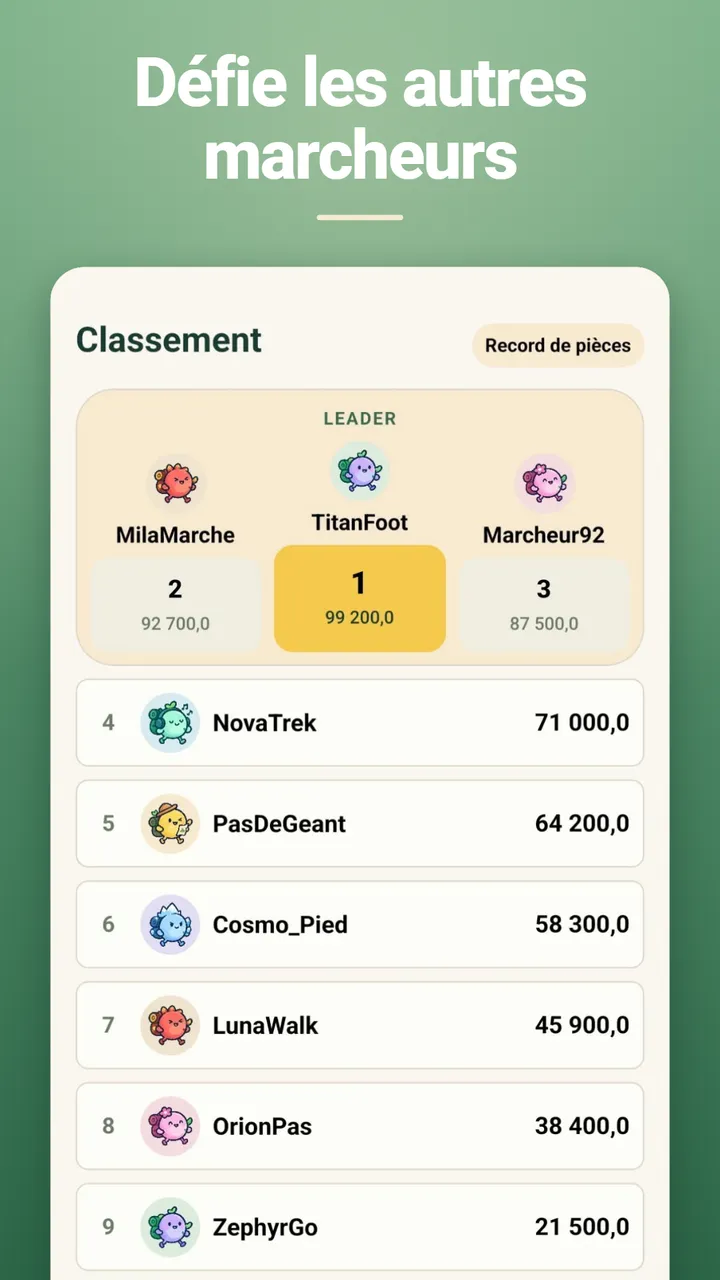 Défie les autres
marcheurs
Classement
Record de pièces
LEADER
MilaMarche
TitanFoot
Marcheur92
2
1
3
92 700,0
99 200,0
87 500,0
4 NovaTrek 71 000,0
5 PasDeGeant 64 200,0
6 Cosmo_Pied 58 300,0
7 LunaWalk 45 900,0
8 OrionPas 38 400,0
9 ZephyrGo 21 500,0